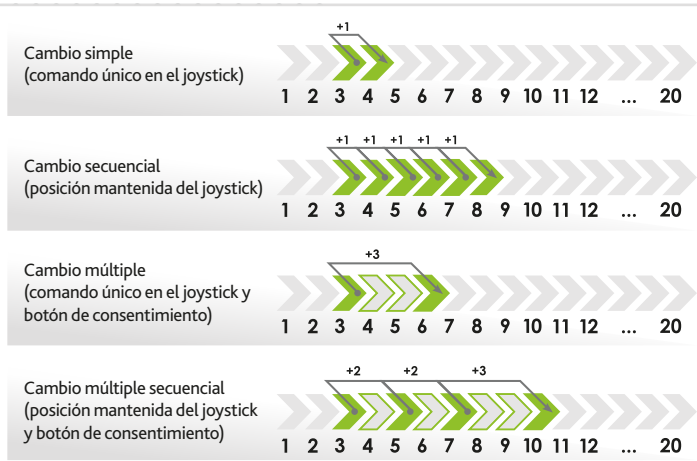 +1
Cambio simple
(comando único en el joystick)
1 2 3 4 5 6 7 8 9 10 11 12 ... 20
+1 +1 +1 +1 +1
Cambio secuencial
(posición mantenida del joystick)
1 2 3 4 5 6 7 8 9 10 11 12 ... 20
+3
Cambio múltiple
(comando único en el joystick y
botón de consentimiento)
1 2 3 4 5 6 7 8 9 10 11 12 ... 20
+2 +2 +3
Cambio múltiple secuencial
(posición mantenida del joystick
y botón de consentimiento)
1 2 3 4 5 6 7 8 9 10 11 12 ... 20